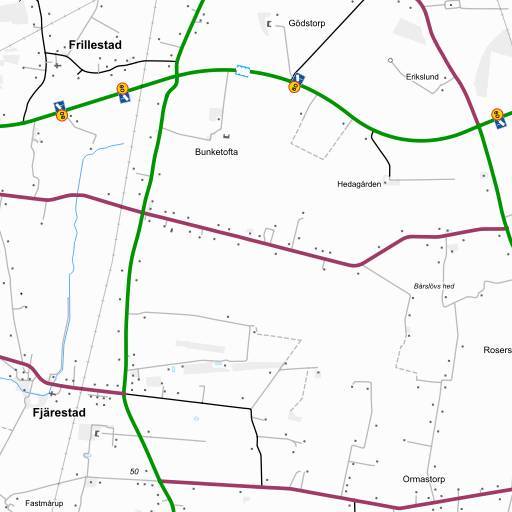 Gödstorp
Frillestad
Erikslund
Bunketofta
Hedagården
Bårslövs hed
Rosers
Fjärestad
50
Ormastorp
Fastmårup